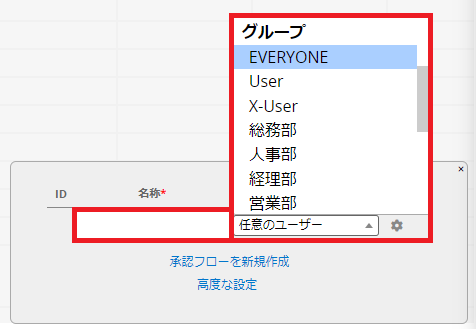 グループ
EVERYONE
User
X-User
総務部
人事部
経理部
営業部
×
ID 名称*
任意のユーザー
承認フローを新規作成
高度な設定